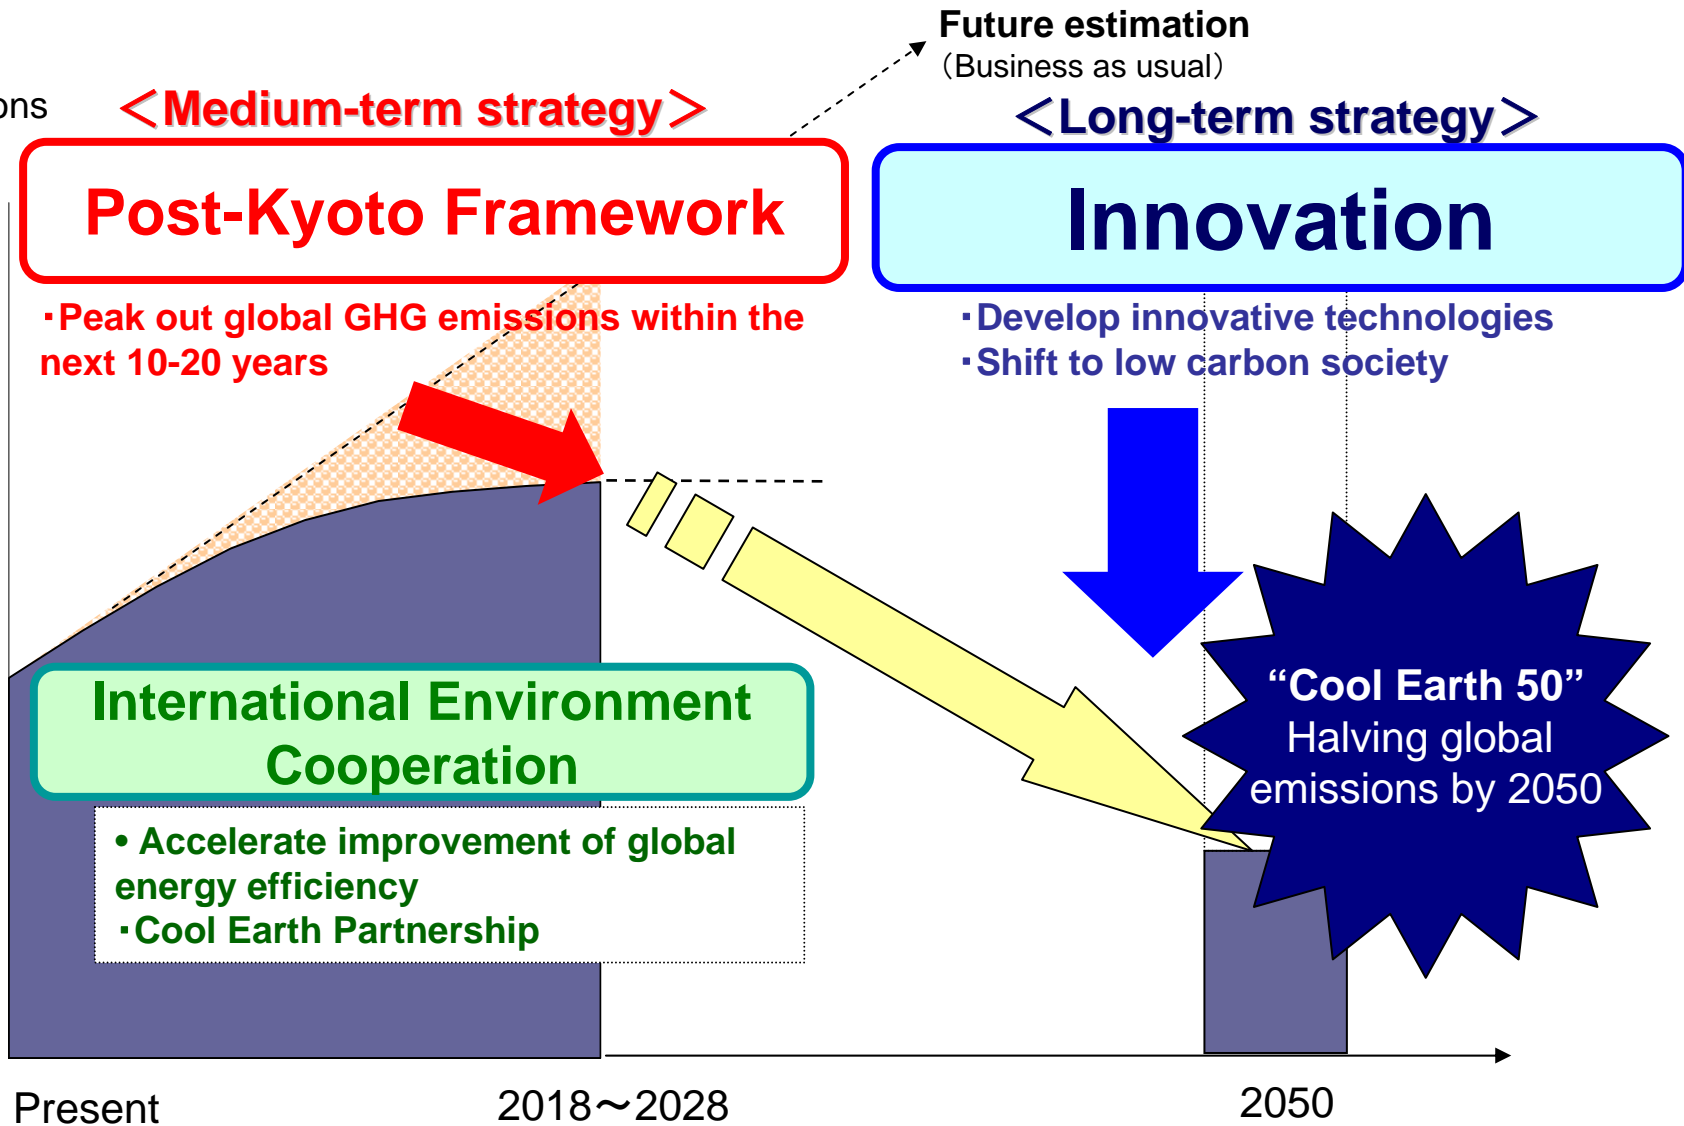 Future estimation
（Business as usual）
ons
＜Medium-term strategy＞
＜Long-term strategy＞
Post-Kyoto Framework
Innovation
・Peak out global GHG emissions within the
next 10-20 years
・Develop innovative technologies
・Shift to low carbon society
International Environment
Cooperation
“Cool Earth 50”
Halving global
emissions by 2050
• Accelerate improvement of global
energy efficiency
・Cool Earth Partnership
Present
2018～2028
2050